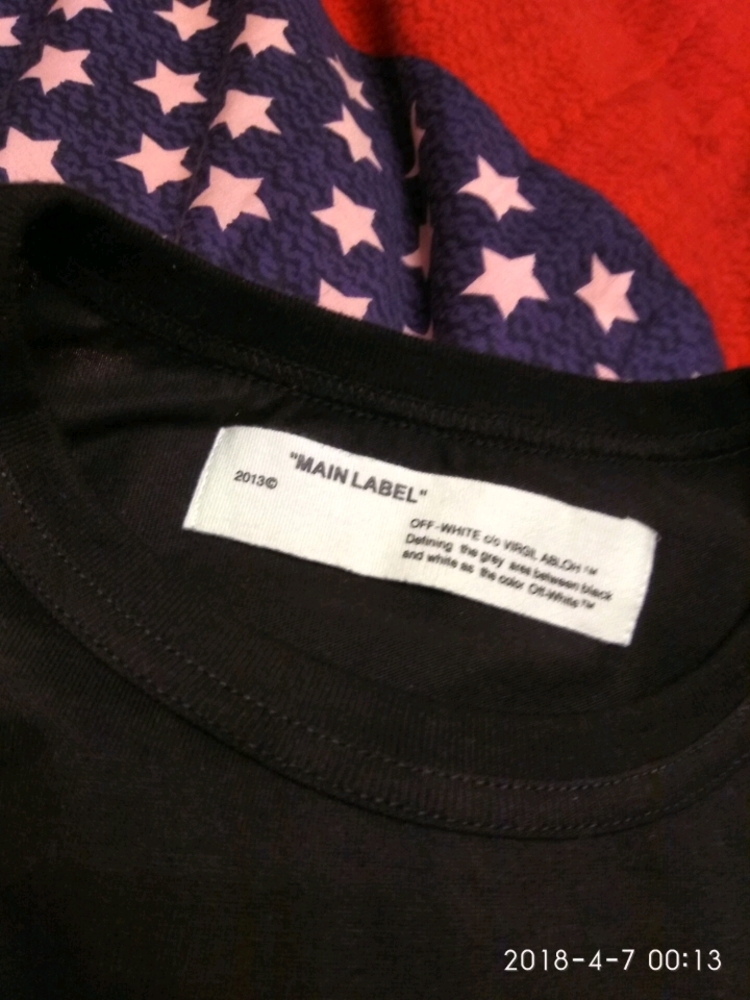 "MAIN LABEL"
2013©
OFF-WHITE c/o VIRGIL ABLOH™
Defining the grey area between black
and white as the color Off-White™
2018-4-7 00:13